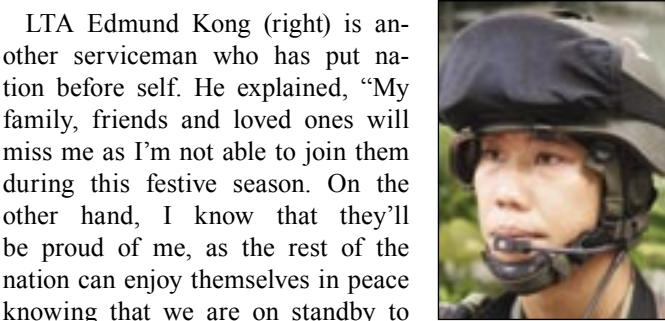 LTA Edmund Kong (right) is an-
other serviceman who has put na-
tion before self. He explained, “My
family, friends and loved ones will
miss me as I’m not able to join them
during this festive season. On the
other hand, I know that they’ll
be proud of me, as the rest of the
nation can enjoy themselves in peace
knowing that we are on standby to